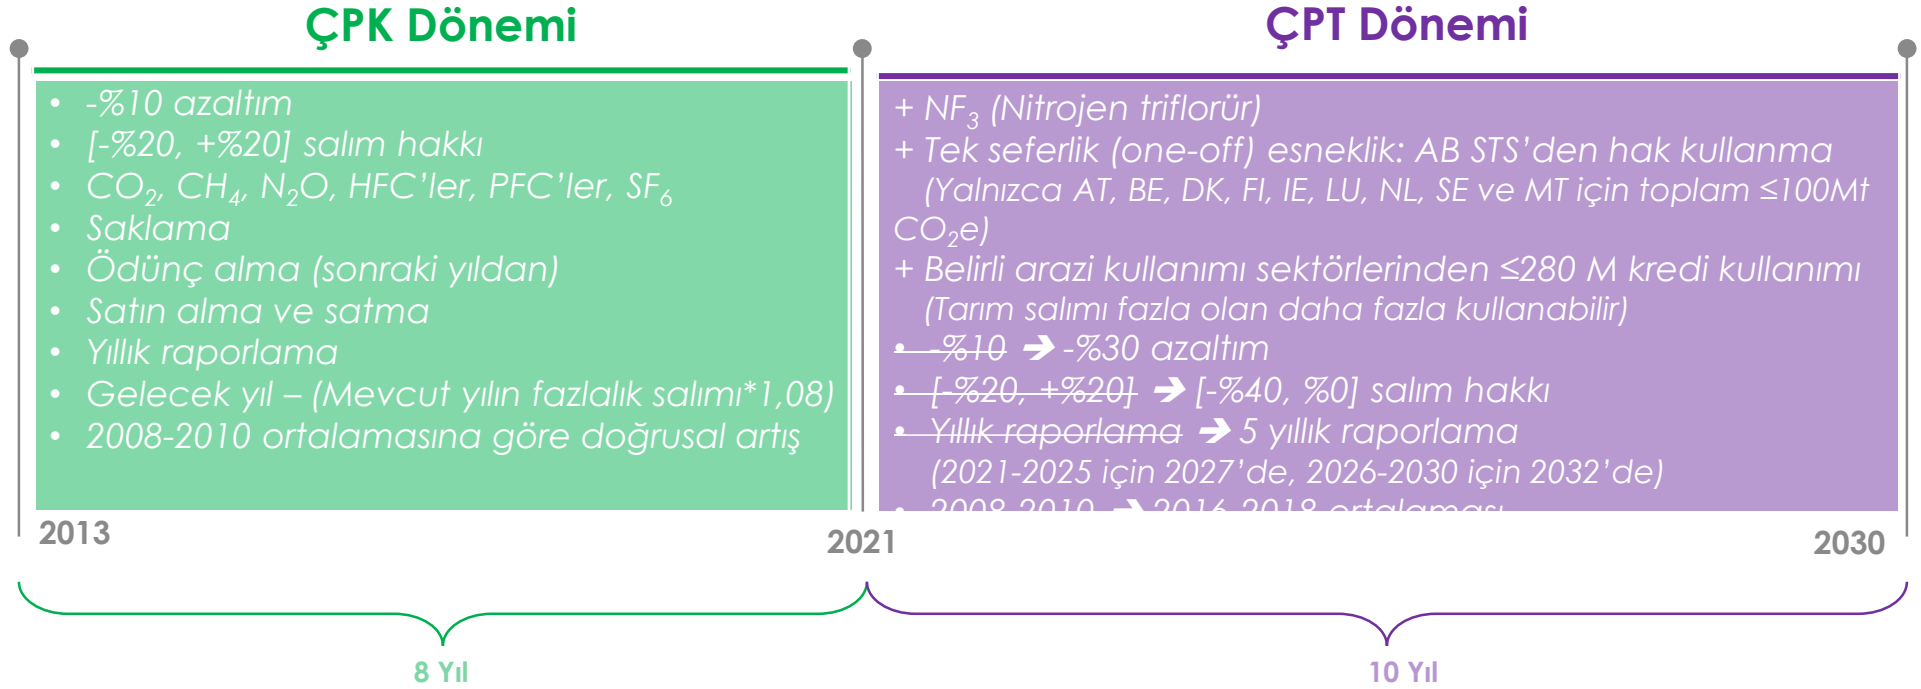 ÇPK Dönemi
• -%10 azaltım
• [-%20, +%20] salım hakkı
• CO₂, CH₄, N₂O, HFC’ler, PFC’ler, SF₆
• Saklama
• Ödünç alma (sonraki yıldan)
• Satın alma ve satma
• Yıllık raporlama
• Gelecek yıl – (Mevcut yılın fazlalık salımı*1,08)
• 2008-2010 ortalamasına göre doğrusal artış
ÇPT Dönemi
+ NF₃ (Nitrojen triflorür)
+ Tek seferlik (one-off) esneklik: AB STS’den hak kullanma
(Yalnızca AT, BE, DK, FI, IE, LU, NL, SE ve MT için toplam ≤100Mt
CO₂e)
+ Belirli arazi kullanımı sektörlerinden ≤280 M kredi kullanımı
(Tarım salımı fazla olan daha fazla kullanabilir)
• -%10 ➔ -%30 azaltım
• [-%20, +%20] ➔ [-%40, %0] salım hakkı
• Yıllık raporlama ➔ 5 yıllık raporlama
(2021-2025 için 2027’de, 2026-2030 için 2032’de)
• 2008-2010 ➔ 2016-2018 ortalaması
2013
2021
2030
8 Yıl
10 Yıl